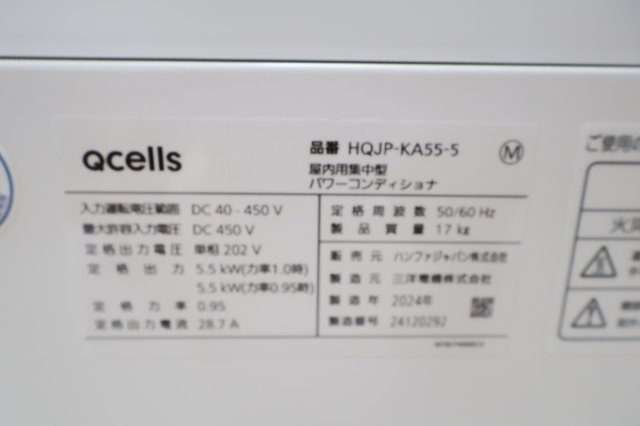 Qcells
品番 HQJP-KA55-5
M
屋内用集中型
パワーコンディショナ
入力運転電圧範囲 DC 40 - 450 V
最大許容入力電圧 DC 450 V
定格出力電圧 単相 202 V
定格出力 5.5 kW(力率1.0時)
5.5 kW(力率0.95時)
定格力率 0.95
定格出力電流 28.7 A
定格周波数 50/60 Hz
製品質量 17 kg
販売元 ハンファジャパン株式会社
製造元 三洋電機株式会社
製造年 2024年
製造番号 24120292
ご使用の
火災